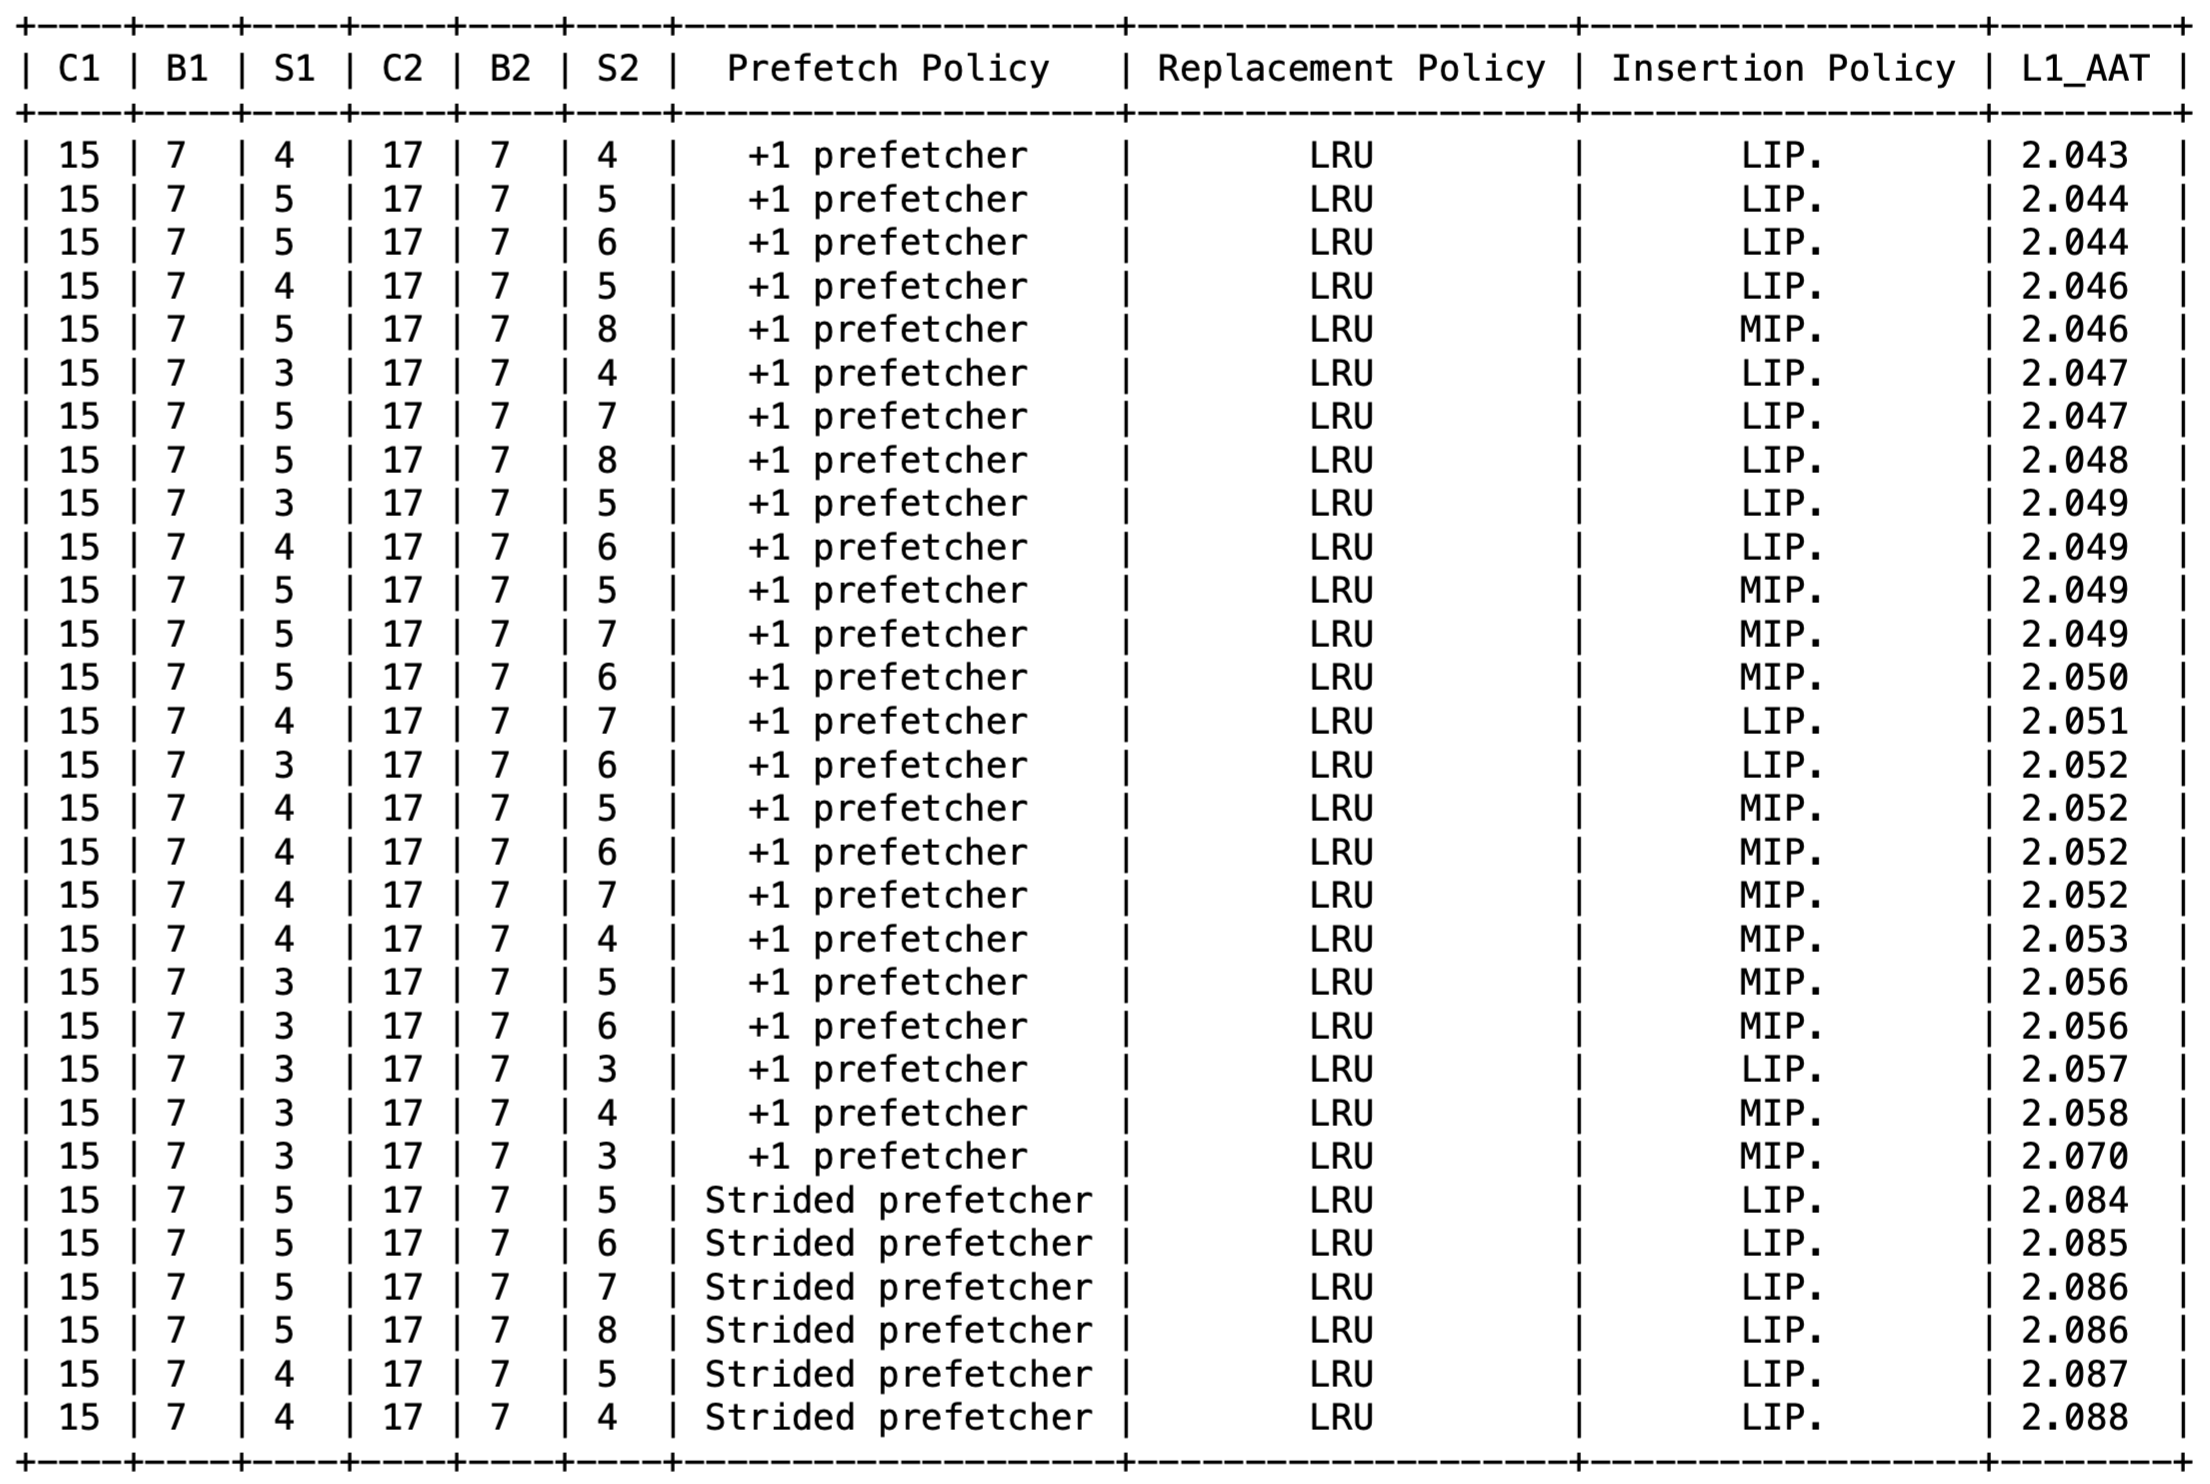 +----+----+----+----+----+----+--------------------+--------------------+------------------+--------+
| C1 | B1 | S1 | C2 | B2 | S2 | Prefetch Policy | Replacement Policy | Insertion Policy | L1_AAT |
+----+----+----+----+----+----+--------------------+--------------------+------------------+--------+
| 15 | 7 | 4 | 17 | 7 | 4 | +1 prefetcher | LRU | LIP. | 2.043 |
| 15 | 7 | 5 | 17 | 7 | 5 | +1 prefetcher | LRU | LIP. | 2.044 |
| 15 | 7 | 5 | 17 | 7 | 6 | +1 prefetcher | LRU | LIP. | 2.044 |
| 15 | 7 | 4 | 17 | 7 | 5 | +1 prefetcher | LRU | LIP. | 2.046 |
| 15 | 7 | 5 | 17 | 7 | 8 | +1 prefetcher | LRU | MIP. | 2.046 |
| 15 | 7 | 3 | 17 | 7 | 4 | +1 prefetcher | LRU | LIP. | 2.047 |
| 15 | 7 | 5 | 17 | 7 | 7 | +1 prefetcher | LRU | LIP. | 2.047 |
| 15 | 7 | 5 | 17 | 7 | 8 | +1 prefetcher | LRU | LIP. | 2.048 |
| 15 | 7 | 3 | 17 | 7 | 5 | +1 prefetcher | LRU | LIP. | 2.049 |
| 15 | 7 | 4 | 17 | 7 | 6 | +1 prefetcher | LRU | LIP. | 2.049 |
| 15 | 7 | 5 | 17 | 7 | 5 | +1 prefetcher | LRU | MIP. | 2.049 |
| 15 | 7 | 5 | 17 | 7 | 7 | +1 prefetcher | LRU | MIP. | 2.049 |
| 15 | 7 | 5 | 17 | 7 | 6 | +1 prefetcher | LRU | MIP. | 2.050 |
| 15 | 7 | 4 | 17 | 7 | 7 | +1 prefetcher | LRU | LIP. | 2.051 |
| 15 | 7 | 3 | 17 | 7 | 6 | +1 prefetcher | LRU | LIP. | 2.052 |
| 15 | 7 | 4 | 17 | 7 | 5 | +1 prefetcher | LRU | MIP. | 2.052 |
| 15 | 7 | 4 | 17 | 7 | 6 | +1 prefetcher | LRU | MIP. | 2.052 |
| 15 | 7 | 4 | 17 | 7 | 7 | +1 prefetcher | LRU | MIP. | 2.052 |
| 15 | 7 | 4 | 17 | 7 | 4 | +1 prefetcher | LRU | MIP. | 2.053 |
| 15 | 7 | 3 | 17 | 7 | 5 | +1 prefetcher | LRU | MIP. | 2.056 |
| 15 | 7 | 3 | 17 | 7 | 6 | +1 prefetcher | LRU | MIP. | 2.056 |
| 15 | 7 | 3 | 17 | 7 | 3 | +1 prefetcher | LRU | LIP. | 2.057 |
| 15 | 7 | 3 | 17 | 7 | 4 | +1 prefetcher | LRU | MIP. | 2.058 |
| 15 | 7 | 3 | 17 | 7 | 3 | +1 prefetcher | LRU | MIP. | 2.070 |
| 15 | 7 | 5 | 17 | 7 | 5 | Strided prefetcher | LRU | LIP. | 2.084 |
| 15 | 7 | 5 | 17 | 7 | 6 | Strided prefetcher | LRU | LIP. | 2.085 |
| 15 | 7 | 5 | 17 | 7 | 7 | Strided prefetcher | LRU | LIP. | 2.086 |
| 15 | 7 | 5 | 17 | 7 | 8 | Strided prefetcher | LRU | LIP. | 2.086 |
| 15 | 7 | 4 | 17 | 7 | 5 | Strided prefetcher | LRU | LIP. | 2.087 |
| 15 | 7 | 4 | 17 | 7 | 4 | Strided prefetcher | LRU | LIP. | 2.088 |
+----+----+----+----+----+----+--------------------+--------------------+------------------+--------+